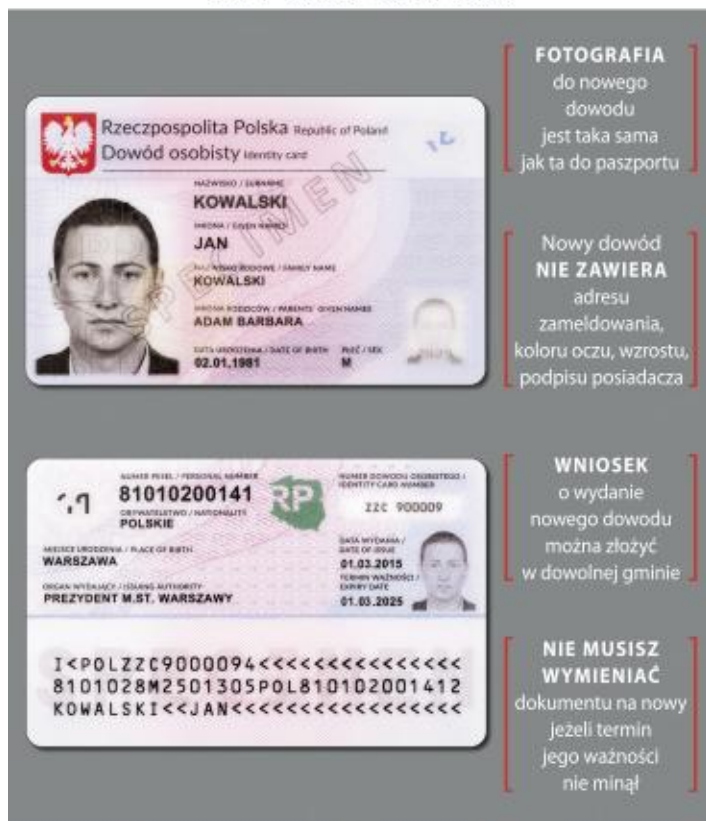 Rzeczpospolita Polska Republic of Poland
Dowód osobisty Identity card
NAZWISKO / SURNAME
KOWALSKI
IMIONA / GIVEN NAMES
JAN
NAZWISKO RODOWE / FAMILY NAME
KOWALSKI
IMIONA RODZICÓW / PARENTS' GIVEN NAMES
ADAM BARBARA
DATA URODZENIA / DATE OF BIRTH PŁEĆ / SEX
02.01.1981 M
SPECIMEN
FOTOGRAFIA
do nowego
dowodu
jest taka sama
jak ta do paszportu
Nowy dowód
NIE ZAWIERA
adresu
zameldowania,
koloru oczu, wzrostu,
podpisu posiadacza
NUMER PESEL / PERSONAL NUMBER
81010200141
OBYWATELSTWO / NATIONALITY
POLSKIE
MIEJSCE URODZENIA / PLACE OF BIRTH
WARSZAWA
ORGAN WYDAJĄCY / ISSUING AUTHORITY
PREZYDENT M.ST. WARSZAWY
RP
NUMER DOWODU OSOBISTEGO /
IDENTITY CARD NUMBER
ZZC 900009
DATA WYDANIA /
DATE OF ISSUE
01.03.2015
TERMIN WAŻNOŚCI /
EXPIRY DATE
01.03.2025
I<POLZZC9000094<<<<<<<<<<<<<<<
8101028M2501305POL810102001412
KOWALSKI<<JAN<<<<<<<<<<<<<<<<<
WNIOSEK
o wydanie
nowego dowodu
można złożyć
w dowolnej gminie
NIE MUSISZ
WYMIENIAĆ
dokumentu na nowy
jeżeli termin
jego ważności
nie minął